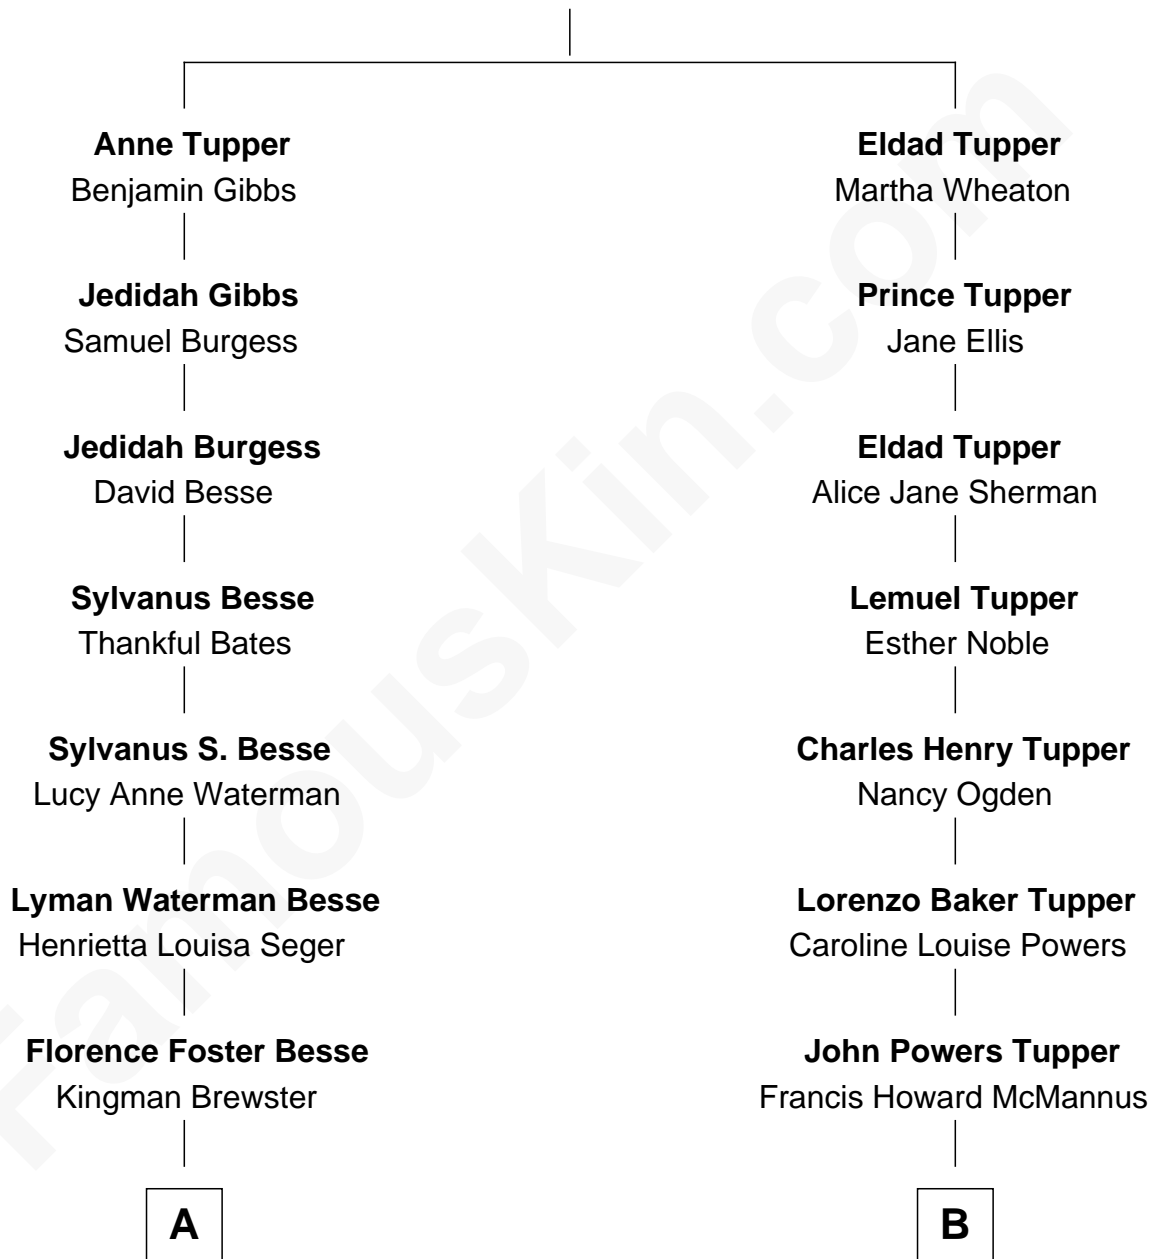 Anne Tupper
Benjamin Gibbs
Jedidah Gibbs
Samuel Burgess
Jedidah Burgess
David Besse
Sylvanus Besse
Thankful Bates
Sylvanus S. Besse
Lucy Anne Waterman
Lyman Waterman Besse
Henrietta Louisa Seger
Florence Foster Besse
Kingman Brewster
A
Eldad Tupper
Martha Wheaton
Prince Tupper
Jane Ellis
Eldad Tupper
Alice Jane Sherman
Lemuel Tupper
Esther Noble
Charles Henry Tupper
Nancy Ogden
Lorenzo Baker Tupper
Caroline Louise Powers
John Powers Tupper
Francis Howard McMannus
B
FamousKin.com